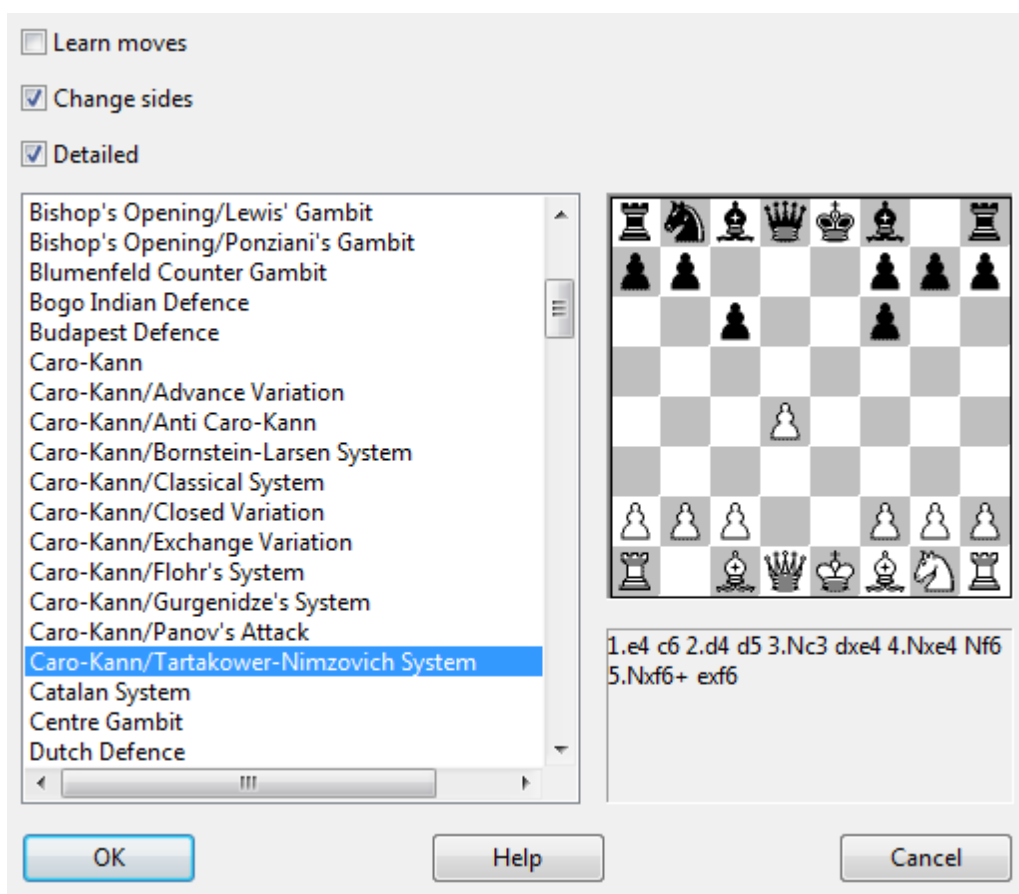 Learn moves
Change sides
Detailed
Bishop's Opening/Lewis' Gambit
Bishop's Opening/Ponziani's Gambit
Blumenfeld Counter Gambit
Bogo Indian Defence
Budapest Defence
Caro-Kann
Caro-Kann/Advance Variation
Caro-Kann/Anti Caro-Kann
Caro-Kann/Bornstein-Larsen System
Caro-Kann/Classical System
Caro-Kann/Closed Variation
Caro-Kann/Exchange Variation
Caro-Kann/Flohr's System
Caro-Kann/Gurgenidze's System
Caro-Kann/Panov's Attack
Caro-Kann/Tartakower-Nimzovich System
Catalan System
Centre Gambit
Dutch Defence
1.e4 c6 2.d4 d5 3.Nc3 dxe4 4.Nxe4 Nf6
5.Nxf6+ exf6
OK
Help
Cancel